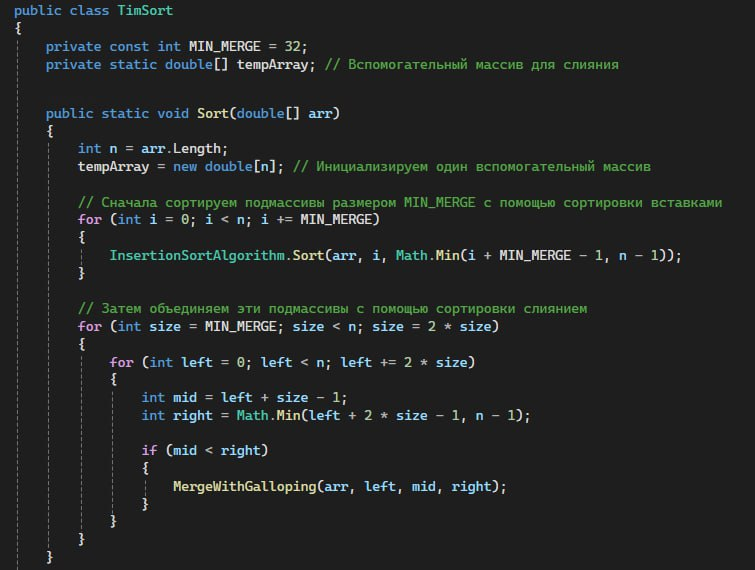 public class TimSort
{
    private const int MIN_MERGE = 32;
    private static double[] tempArray; // Вспомогательный массив для слияния
    public static void Sort(double[] arr)
    {
        int n = arr.Length;
        tempArray = new double[n]; // Инициализируем один вспомогательный массив
        // Сначала сортируем подмассивы размером MIN_MERGE с помощью сортировки вставками
        for (int i = 0; i < n; i += MIN_MERGE)
        {
            InsertionSortAlgorithm.Sort(arr, i, Math.Min(i + MIN_MERGE - 1, n - 1));
        }
        // Затем объединяем эти подмассивы с помощью сортировки слиянием
        for (int size = MIN_MERGE; size < n; size = 2 * size)
        {
            for (int left = 0; left < n; left += 2 * size)
            {
                int mid = left + size - 1;
                int right = Math.Min(left + 2 * size - 1, n - 1);
                if (mid < right)
                {
                    MergeWithGalloping(arr, left, mid, right);
                }
            }
        }
    }